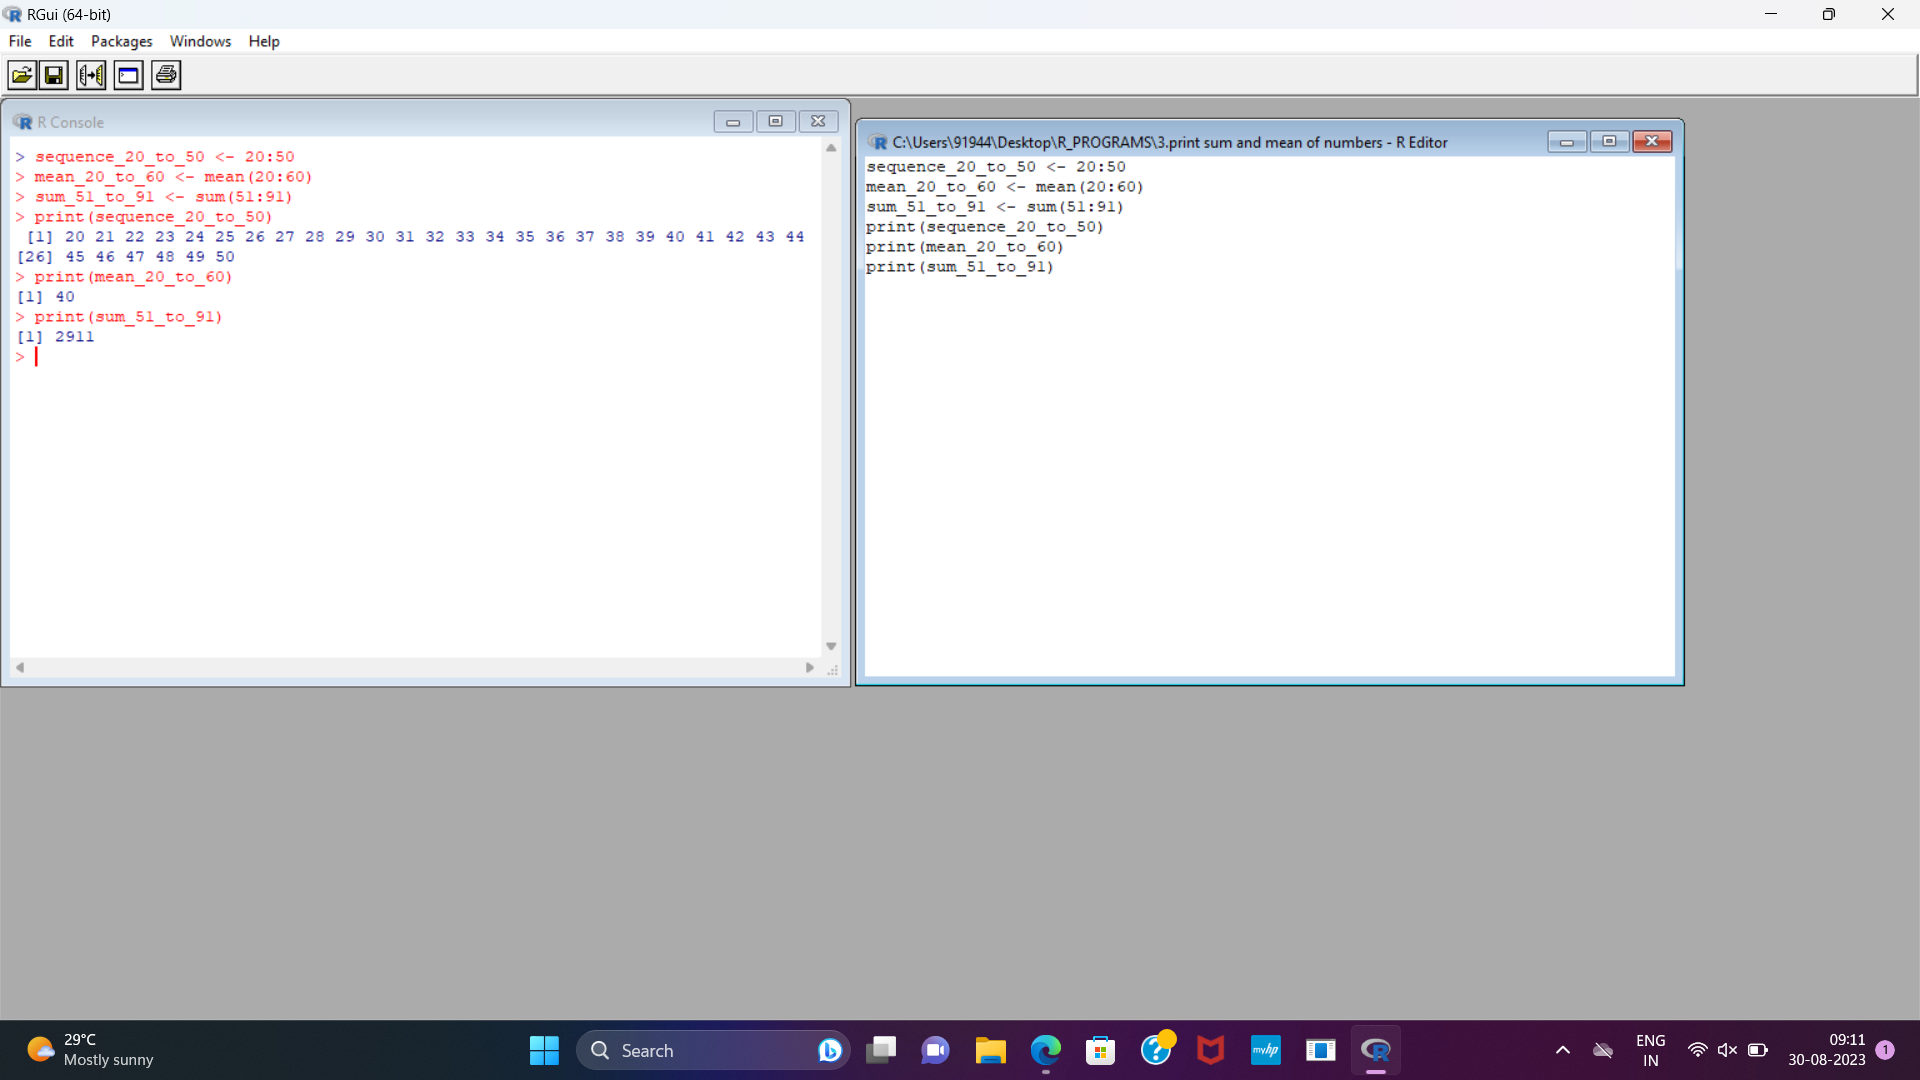 RGui (64-bit)
File Edit Packages Windows Help
R Console
> sequence_20_to_50 <- 20:50
> mean_20_to_60 <- mean(20:60)
> sum_51_to_91 <- sum(51:91)
> print(sequence_20_to_50)
 [1] 20 21 22 23 24 25 26 27 28 29 30 31 32 33 34 35 36 37 38 39 40 41 42 43 44
[26] 45 46 47 48 49 50
> print(mean_20_to_60)
[1] 40
> print(sum_51_to_91)
[1] 2911
>
C:\Users\91944\Desktop\R_PROGRAMS\3.print sum and mean of numbers - R Editor
sequence_20_to_50 <- 20:50
mean_20_to_60 <- mean(20:60)
sum_51_to_91 <- sum(51:91)
print(sequence_20_to_50)
print(mean_20_to_60)
print(sum_51_to_91)
29°C
Mostly sunny
Search
myhp
ENG
IN
09:11
30-08-2023
1